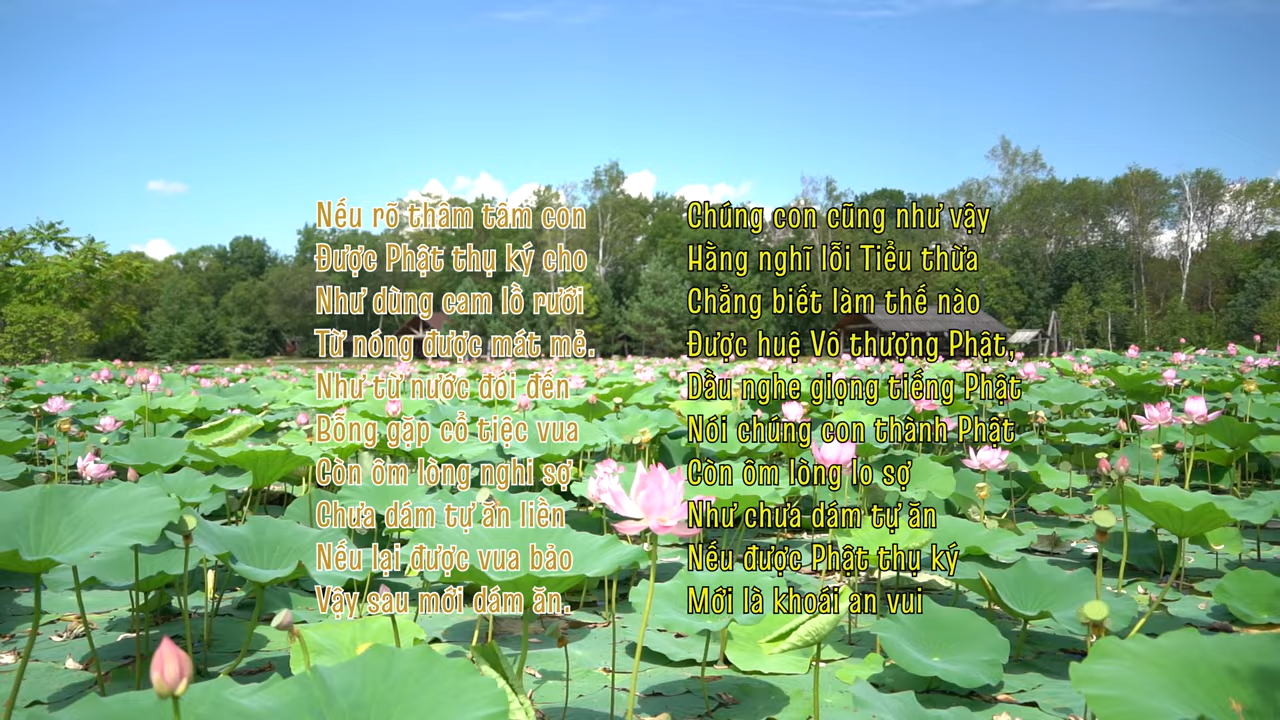 Nếu rõ thâm tâm con
Được Phật thụ ký cho
Như dùng cam lồ rưới
Từ nóng được mát mẻ.
Như từ nước đói đến
Bỗng gặp cổ tiệc vua
Còn ôm lòng nghi sợ
Chưa dám tự ăn liền
Nếu lại được vua bảo
Vậy sau mới dám ăn.
Chúng con cũng như vậy
Hằng nghĩ lỗi Tiểu thừa
Chẳng biết làm thế nào
Được huệ Vô thượng Phật,
Dầu nghe giọng tiếng Phật
Nói chúng con thành Phật
Còn ôm lòng lo sợ
Như chưá dám tự ăn
Nếu được Phật thụ ký
Mới là khoái an vui